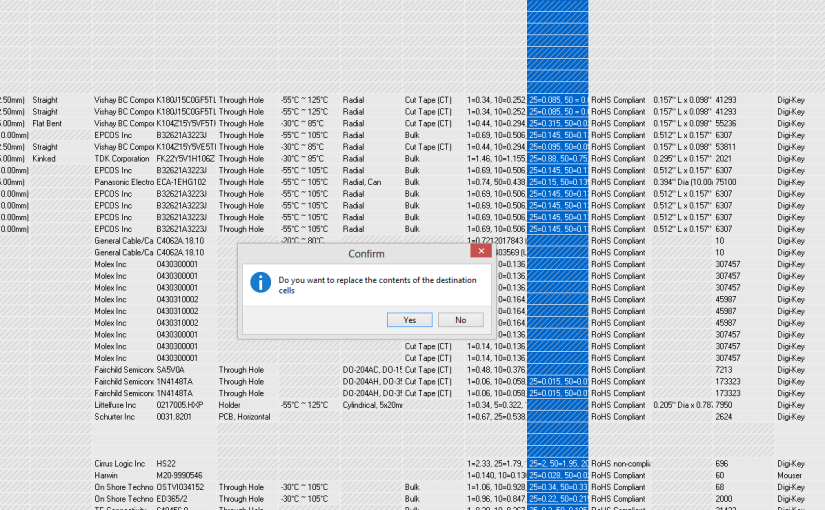 2.50mm) Straight Vishay BC Compor K180J15C0GF5TL Through Hole -55°C ~ 125°C Radial Cut Tape (CT) 1=0.34, 10=0.252, 25=0.085, 50 = 0. RoHS Compliant 0.157" L x 0.098" 41293 Digi-Key
2.50mm) Straight Vishay BC Compor K180J15C0GF5TL Through Hole -55°C ~ 125°C Radial Cut Tape (CT) 1=0.34, 10=0.252, 25=0.085, 50=0. RoHS Compliant 0.157" L x 0.098" 41293 Digi-Key
5.00mm) Flat Bent Vishay BC Compor K104Z15Y5VF5TH Through Hole -30°C ~ 85°C Radial Cut Tape (CT) 1=0.44, 10=0.294, 25=0.315, 50=0. RoHS Compliant 0.157" L x 0.098" 55236 Digi-Key
0.00mm) EPCOS Inc B32621A3223J Through Hole -55°C ~ 105°C Radial Bulk 1=0.69, 10=0.506, 25=0.145, 50=0.1 RoHS Compliant 0.512" L x 0.157" 6307 Digi-Key
2.50mm) Straight Vishay BC Compor K104Z15Y5VE5TH Through Hole -30°C ~ 85°C Radial Cut Tape (CT) 1=0.44, 10=0.294, 25=0.095, 50=0. RoHS Compliant 0.157" L x 0.098" 53811 Digi-Key
5.00mm) Kinked TDK Corporation FK22Y5V1H106Z Through Hole -30°C ~ 85°C Radial Bulk 1=1.46, 10=1.155, 25=0.88, 50=0.75 RoHS Compliant 0.295" L x 0.157" 2021 Digi-Key
0.00mm) EPCOS Inc B32621A3223J Through Hole -55°C ~ 105°C Radial Bulk 1=0.69, 10=0.506, 25=0.145, 50=0.1 RoHS Compliant 0.512" L x 0.157" 6307 Digi-Key
5.00mm) Panasonic Electro ECA-1EHG102 Through Hole -55°C ~ 105°C Radial, Can Bulk 1=0.74, 50=0.438, 25=0.15, 50=0.13 RoHS Compliant 0.394" Dia (10.00 75100 Digi-Key
0.00mm) EPCOS Inc B32621A3223J Through Hole -55°C ~ 105°C Radial Bulk 1=0.69, 10=0.506, 25=0.145, 50=0.1 RoHS Compliant 0.512" L x 0.157" 6307 Digi-Key
0.00mm) EPCOS Inc B32621A3223J Through Hole -55°C ~ 105°C Radial Bulk 1=0.69, 10=0.506, 25=0.145, 50=0.1 RoHS Compliant 0.512" L x 0.157" 6307 Digi-Key
0.00mm) EPCOS Inc B32621A3223J Through Hole -55°C ~ 105°C Radial Bulk 1=0.69, 10=0.506, 25=0.145, 50=0.1 RoHS Compliant 0.512" L x 0.157" 6307 Digi-Key
0.00mm) EPCOS Inc B32621A3223J Through Hole -55°C ~ 105°C Radial Bulk 1=0.69, 10=0.506, 25=0.145, 50=0.1 RoHS Compliant 0.512" L x 0.157" 6307 Digi-Key
General Cable/Ca C4062A.18.10 -20°C ~ 80°C 1=0.7212017843 ( RoHS Compliant 10 Digi-Key
General Cable/Ca C4062A.18.10 403569 (L RoHS Compliant 10 Digi-Key
Confirm
Do you want to replace the contents of the destination
cells
Yes No
Molex Inc 0430300001 10=0.136, RoHS Compliant 307457 Digi-Key
Molex Inc 0430300001 10=0.136, RoHS Compliant 307457 Digi-Key
Molex Inc 0430300001 10=0.136, RoHS Compliant 307457 Digi-Key
Molex Inc 0430310002 10=0.164, RoHS Compliant 45987 Digi-Key
Molex Inc 0430310002 10=0.164, RoHS Compliant 45987 Digi-Key
Molex Inc 0430310002 10=0.164, RoHS Compliant 45987 Digi-Key
Molex Inc 0430300001 10=0.136, RoHS Compliant 307457 Digi-Key
Molex Inc 0430300001 Cut Tape (CT) 1=0.14, 10=0.136, RoHS Compliant 307457 Digi-Key
Molex Inc 0430300001 Cut Tape (CT) 1=0.14, 10=0.136, RoHS Compliant 307457 Digi-Key
Fairchild Semicon SA5V0A Through Hole DO-204AC, DO-15 Cut Tape (CT) 1=0.48, 10=0.376, RoHS Compliant 7213 Digi-Key
Fairchild Semicon 1N4148TA Through Hole DO-204AH, DO-35 Cut Tape (CT) 1=0.06, 10=0.058, 25=0.015, 50=0.0 RoHS Compliant 173323 Digi-Key
Fairchild Semicon 1N4148TA Through Hole DO-204AH, DO-35 Cut Tape (CT) 1=0.06, 10=0.058, 25=0.015, 50=0.0 RoHS Compliant 173323 Digi-Key
Littelfuse Inc 0217005.HXP Holder -55°C ~ 125°C Cylindrical, 5x20m 1=0.34, 5=0.322, RoHS Compliant 0.205" Dia x 0.787 7950 Digi-Key
Schurter Inc 0031.8201 PCB, Horizontal 1=0.67, 25=0.538, RoHS Compliant 2624 Digi-Key
Cirrus Logic Inc HS22 1=2.33, 25=1.79, 25=2, 50=1.95, 20 RoHS non-compli 696 Digi-Key
Harwin M20-9990546 1=0.140, 10=0.13 25=0.028, 50=0.0 RoHS Compliant 60 Mouser
On Shore Techno OSTVI034152 Through Hole -30°C ~ 105°C Bulk 1=1.06, 10=0.928, 25=0.34, 50=0.33 RoHS Compliant 68 Digi-Key
On Shore Techno ED365/2 Through Hole -30°C ~ 105°C Bulk 1=0.96, 10=0.847, 25=0.22, 50=0.21 RoHS Compliant 2000 Digi-Key